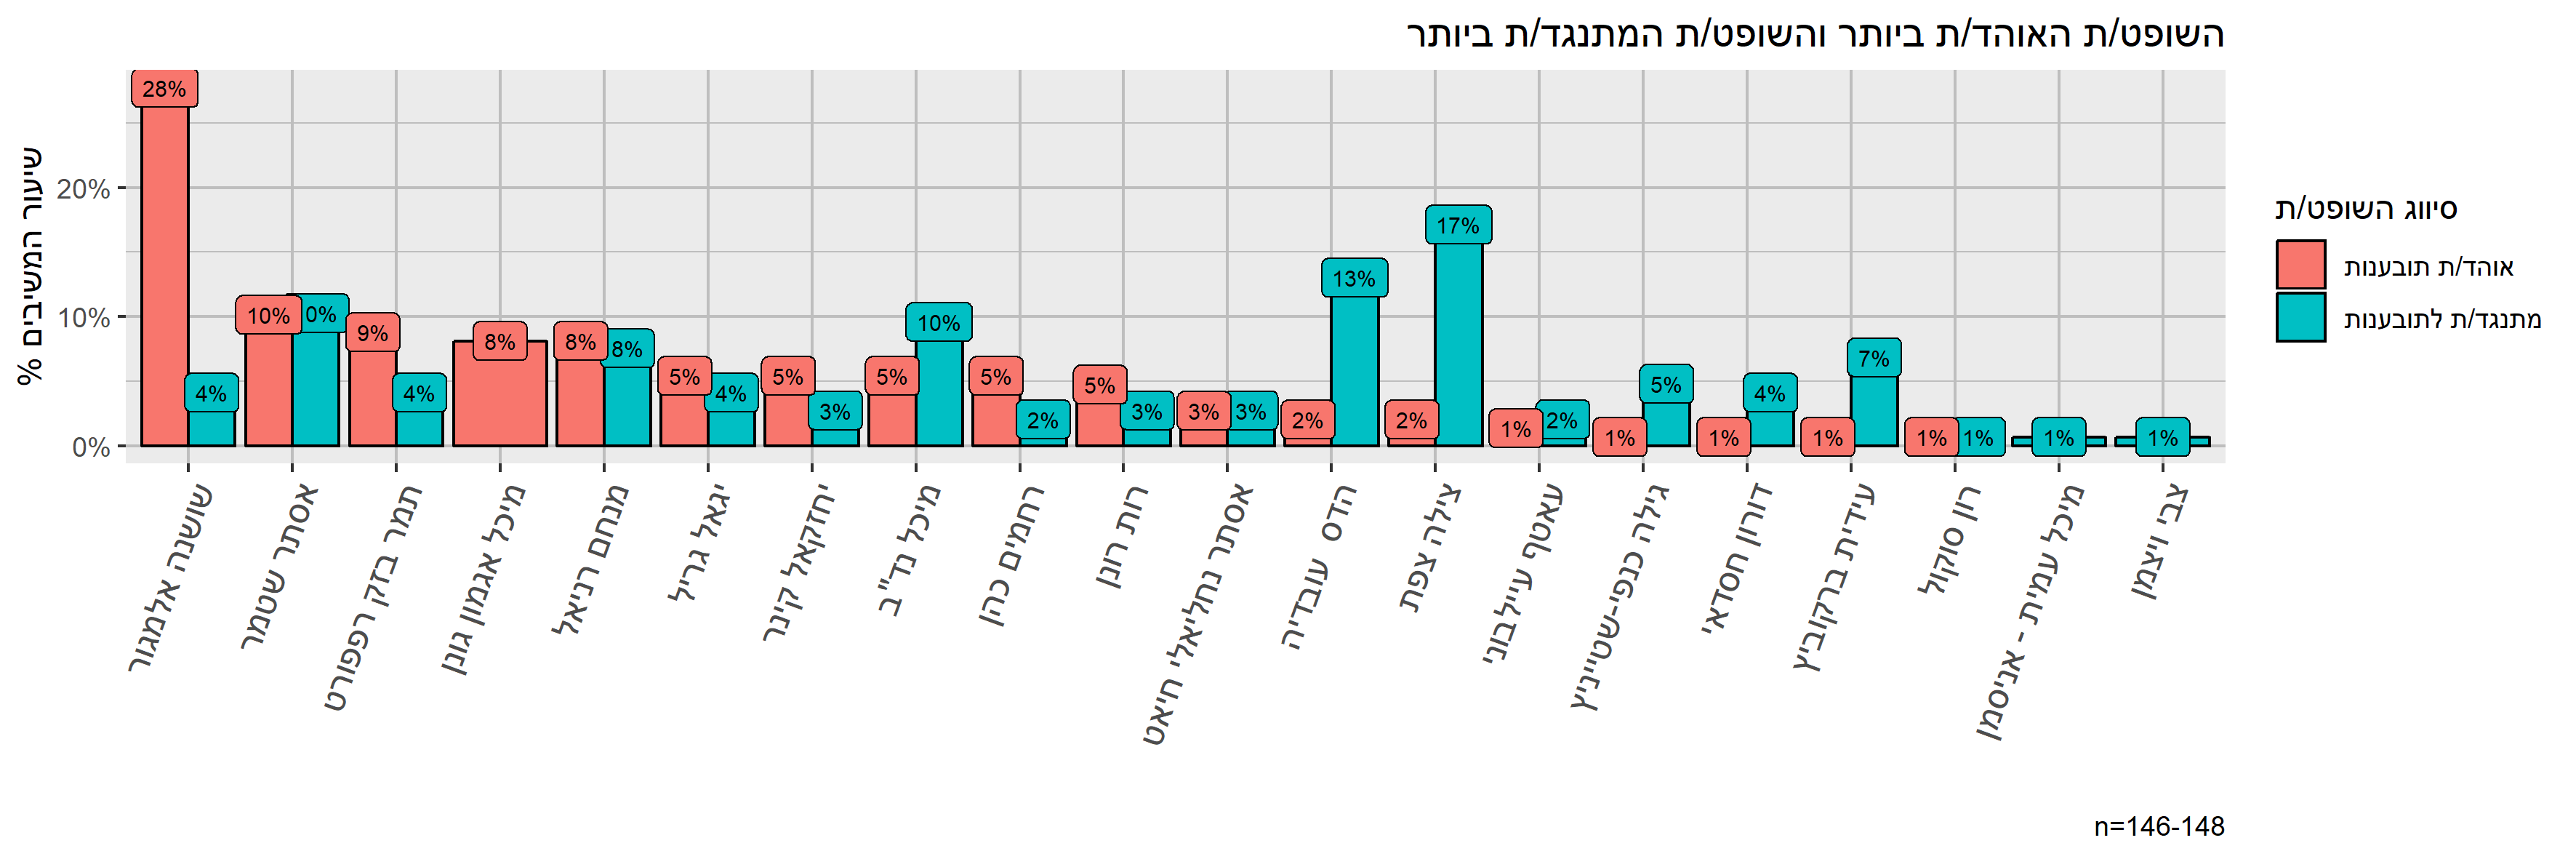 השופט/ת האוהד/ת ביותר והשופט/ת המתנגד/ת ביותר
שיעור המשיבים %
20%
10%
0%
28%
4%
10%
0%
9%
4%
8%
8%
8%
5%
4%
5%
3%
5%
10%
5%
2%
5%
3%
3%
3%
2%
13%
2%
17%
1%
2%
1%
5%
1%
4%
1%
7%
1%
1%
1%
1%
שושנה אלמגור
אסתר שטמר
תמר בזק רפפורט
מיכל אגמון גונן
מנחם רניאל
יגאל גריל
יחזקאל קינר
מיכל נד"ב
רחמים כהן
רות רונן
אסתר נחליאלי חיאט
הדס עובדיה
צילה צפת
עאטף עיילבוני
גילה כנפי-שטייניץ
דורון חסדאי
עידית ברקוביץ
רון סוקול
מיכל עמית - אניסמן
צבי ויצמן
סיווג השופט/ת
אוהד/ת תובענות
מתנגד/ת לתובענות
n=146-148